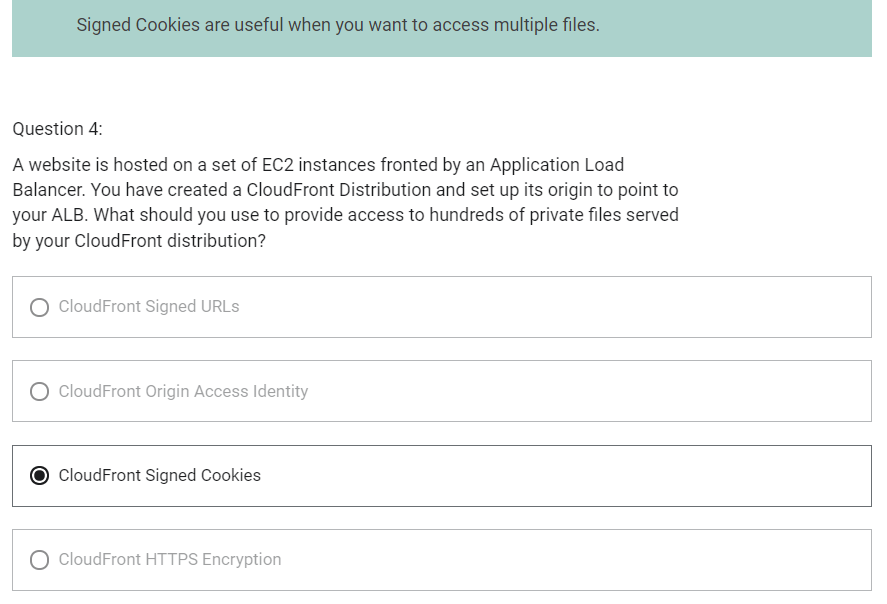 Signed Cookies are useful when you want to access multiple files.
Question 4:
A website is hosted on a set of EC2 instances fronted by an Application Load
Balancer. You have created a CloudFront Distribution and set up its origin to point to
your ALB. What should you use to provide access to hundreds of private files served
by your CloudFront distribution?
CloudFront Signed URLs
CloudFront Origin Access Identity
CloudFront Signed Cookies
CloudFront HTTPS Encryption